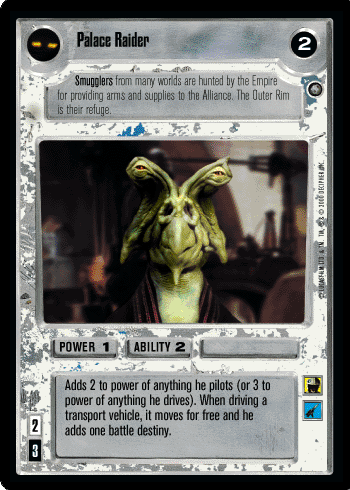 Palace Raider
2
Smugglers from many worlds are hunted by the Empire
for providing arms and supplies to the Alliance. The Outer Rim
is their refuge.
POWER 1
ABILITY 2
Adds 2 to power of anything he pilots (or 3 to
power of anything he drives). When driving a
transport vehicle, it moves for free and he
adds one battle destiny.
2
3